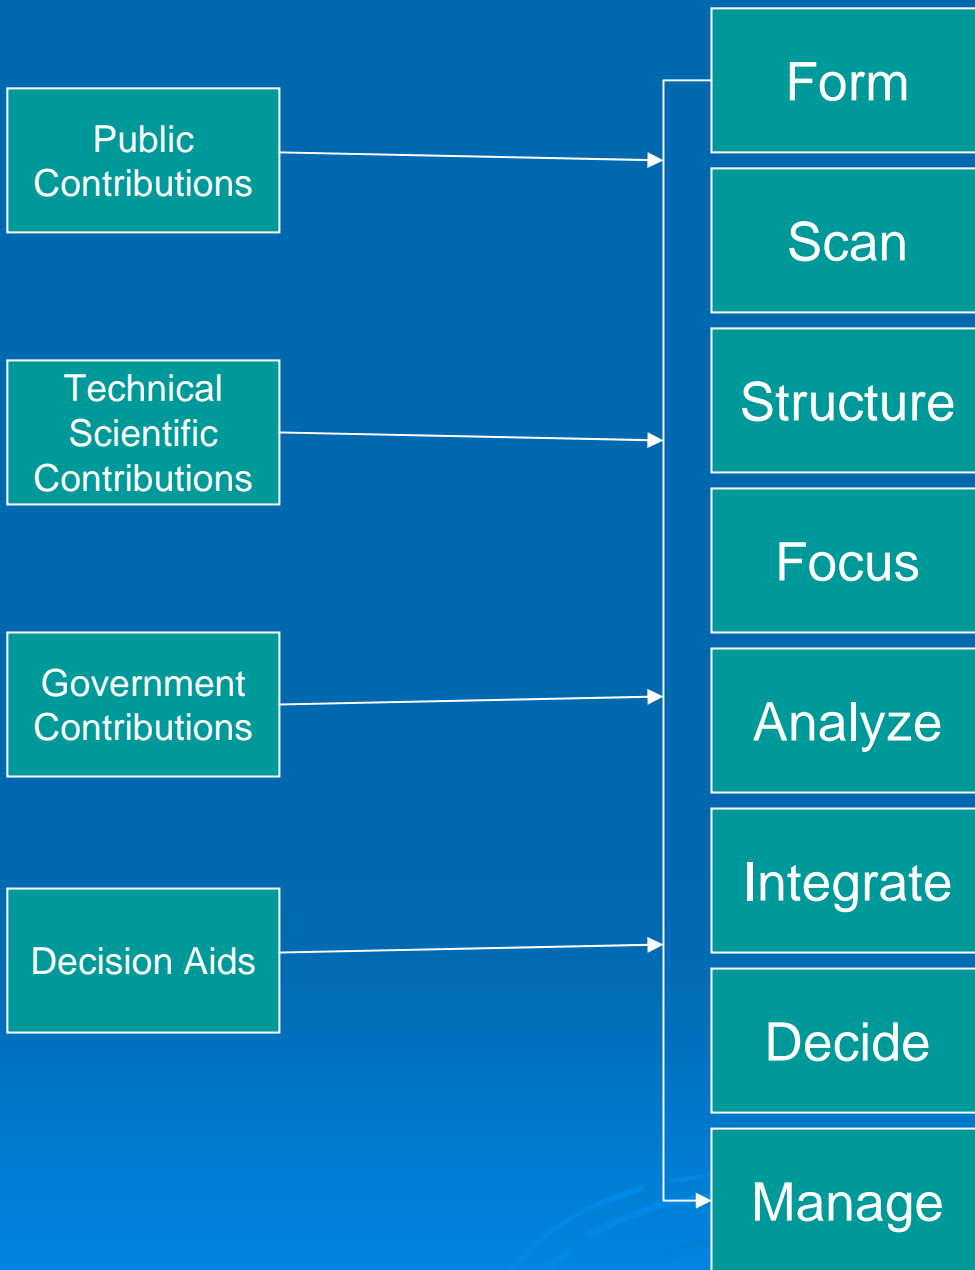 Public
Contributions
Technical
Scientific
Contributions
Government
Contributions
Decision Aids
Form
Scan
Structure
Focus
Analyze
Integrate
Decide
Manage